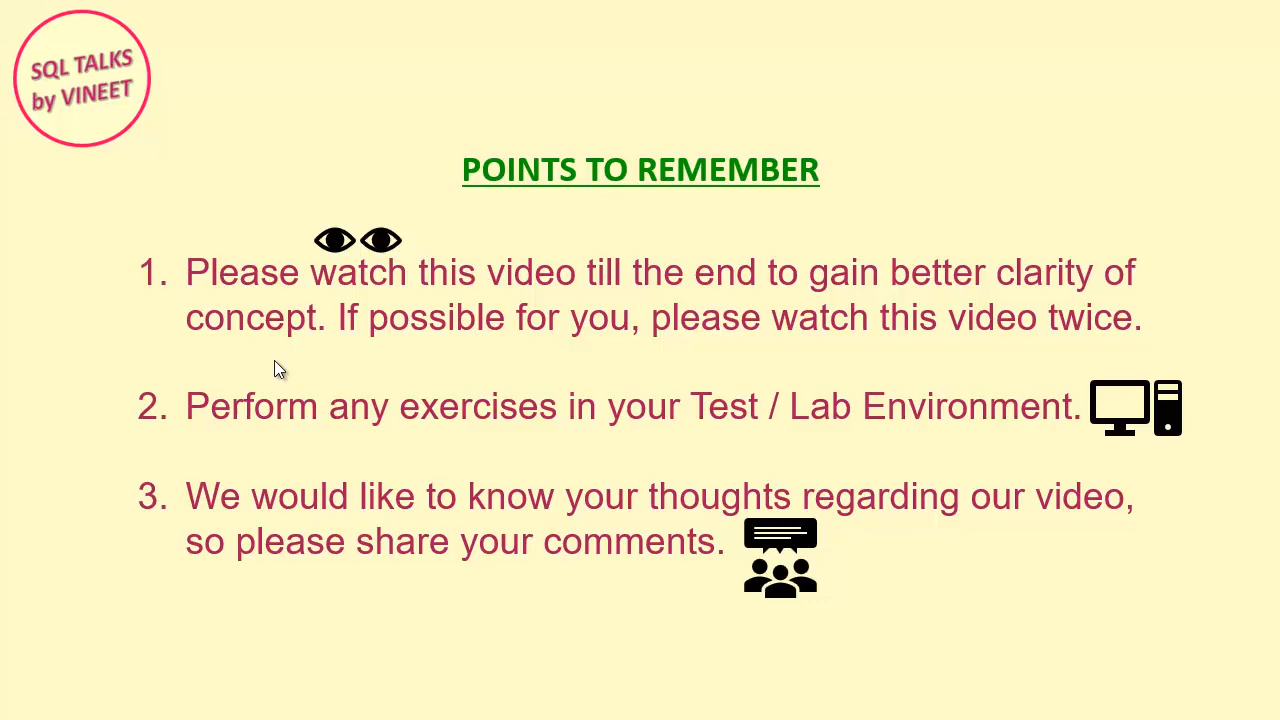 SQL TALKS
by VINEET
POINTS TO REMEMBER
1. Please watch this video till the end to gain better clarity of
concept. If possible for you, please watch this video twice.
2. Perform any exercises in your Test / Lab Environment.
3. We would like to know your thoughts regarding our video,
so please share your comments.